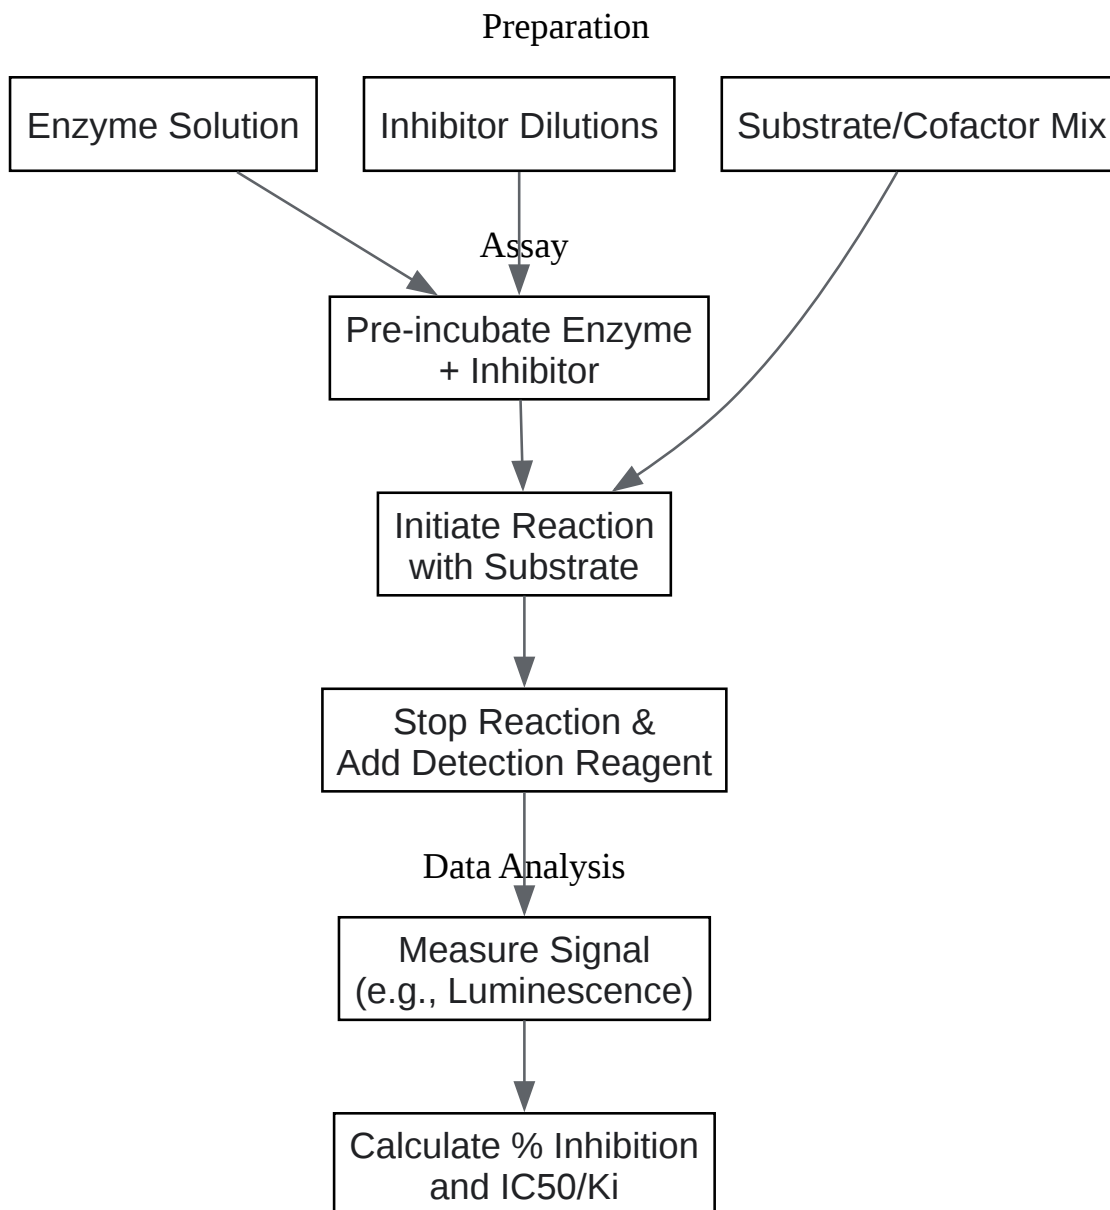 Preparation
Enzyme Solution
Inhibitor Dilutions
Substrate/Cofactor Mix
Assay
Pre-incubate Enzyme
+ Inhibitor
Initiate Reaction
with Substrate
Stop Reaction &
Add Detection Reagent
Data Analysis
Measure Signal
(e.g., Luminescence)
Calculate % Inhibition
and IC50/Ki